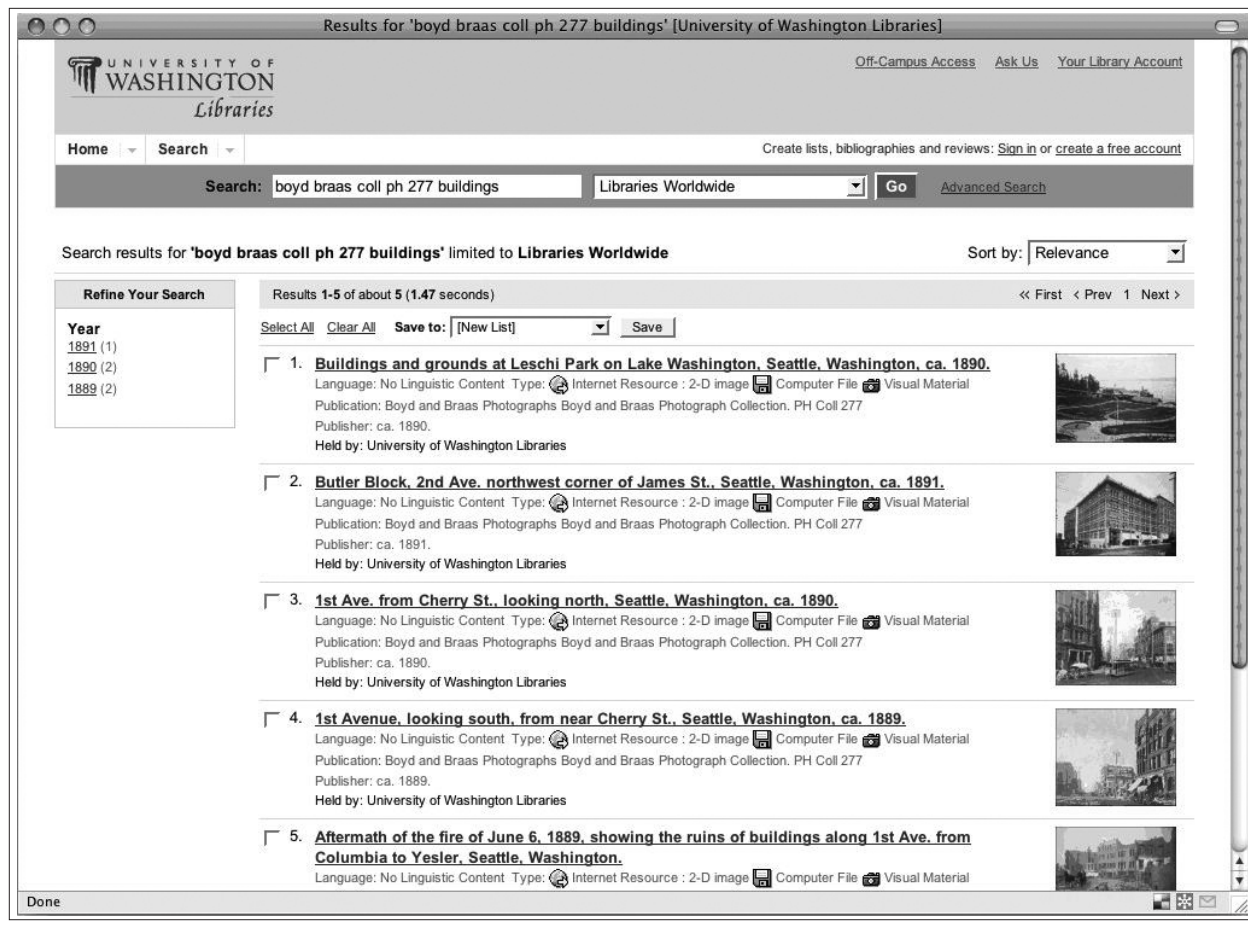 Results for 'boyd braas coll ph 277 buildings' [University of Washington Libraries]
UNIVERSITY OF
WASHINGTON
Libraries
Off-Campus Access Ask Us Your Library Account
Home Search
Create lists, bibliographies and reviews: Sign in or create a free account
Search: boyd braas coll ph 277 buildings Libraries Worldwide Go Advanced Search
Search results for 'boyd braas coll ph 277 buildings' limited to Libraries Worldwide
Sort by: Relevance
Refine Your Search
Year
1891 (1)
1890 (2)
1889 (2)
Results 1-5 of about 5 (1.47 seconds)
« First < Prev 1 Next >
Select All Clear All Save to: [New List] Save
1. Buildings and grounds at Leschi Park on Lake Washington, Seattle, Washington, ca. 1890.
Language: No Linguistic Content Type: Internet Resource : 2-D image Computer File Visual Material
Publication: Boyd and Braas Photographs Boyd and Braas Photograph Collection. PH Coll 277
Publisher: ca. 1890.
Held by: University of Washington Libraries
2. Butler Block, 2nd Ave. northwest corner of James St., Seattle, Washington, ca. 1891.
Language: No Linguistic Content Type: Internet Resource : 2-D image Computer File Visual Material
Publication: Boyd and Braas Photographs Boyd and Braas Photograph Collection. PH Coll 277
Publisher: ca. 1891.
Held by: University of Washington Libraries
3. 1st Ave. from Cherry St., looking north, Seattle, Washington, ca. 1890.
Language: No Linguistic Content Type: Internet Resource : 2-D image Computer File Visual Material
Publication: Boyd and Braas Photographs Boyd and Braas Photograph Collection. PH Coll 277
Publisher: ca. 1890.
Held by: University of Washington Libraries
4. 1st Avenue, looking south, from near Cherry St., Seattle, Washington, ca. 1889.
Language: No Linguistic Content Type: Internet Resource : 2-D image Computer File Visual Material
Publication: Boyd and Braas Photographs Boyd and Braas Photograph Collection. PH Coll 277
Publisher: ca. 1889.
Held by: University of Washington Libraries
5. Aftermath of the fire of June 6, 1889, showing the ruins of buildings along 1st Ave. from
Columbia to Yesler, Seattle, Washington.
Language: No Linguistic Content Type: Internet Resource : 2-D image Computer File Visual Material
Done